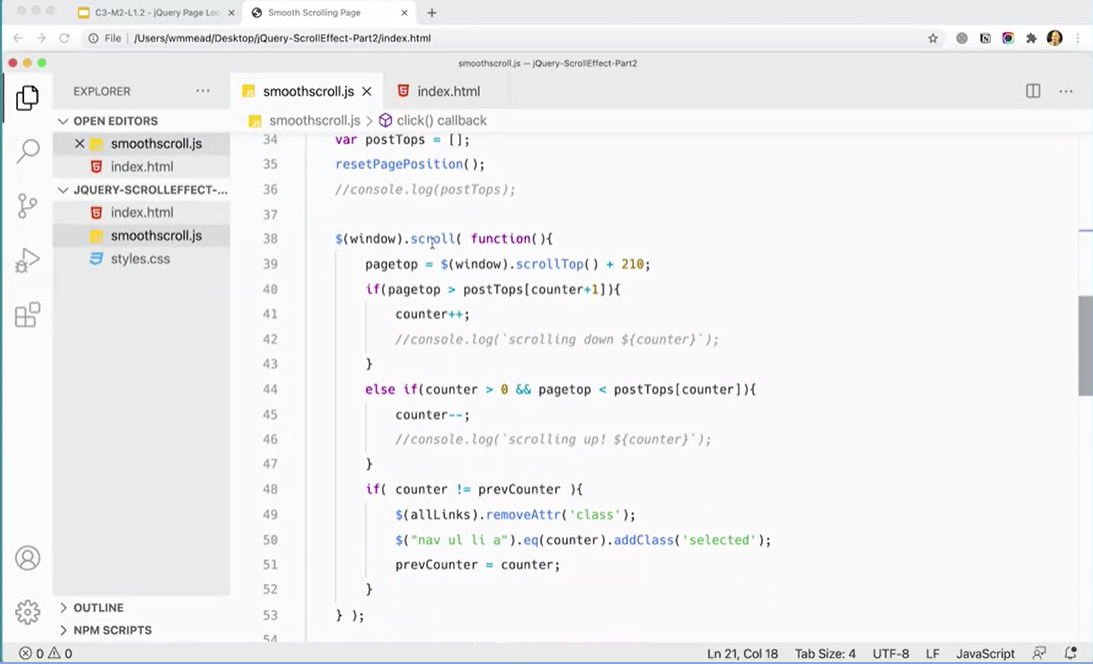 C3-M2-L1.2 - jQuery Page Loc
Smooth Scrolling Page
File | /Users/wmmead/Desktop/jQuery-ScrollEffect-Part2/index.html
smoothscroll.js — jQuery-ScrollEffect-Part2
EXPLORER
smoothscroll.js
index.html
OPEN EDITORS
smoothscroll.js > click() callback
smoothscroll.js
index.html
JQUERY-SCROLLEFFECT-...
index.html
smoothscroll.js
styles.css
34 var postTops = [];
35 resetPagePosition();
36 //console.log(postTops);
37
38 $(window).scroll( function(){
39 pagetop = $(window).scrollTop() + 210;
40 if(pagetop > postTops[counter+1]){
41 counter++;
42 //console.log(`scrolling down ${counter}`);
43 }
44 else if(counter > 0 && pagetop < postTops[counter]){
45 counter--;
46 //console.log(`scrolling up! ${counter}`);
47 }
48 if( counter != prevCounter ){
49 $(allLinks).removeAttr('class');
50 $("nav ul li a").eq(counter).addClass('selected');
51 prevCounter = counter;
52 }
53 } );
54
OUTLINE
NPM SCRIPTS
0 0
Ln 21, Col 18 Tab Size: 4 UTF-8 LF JavaScript